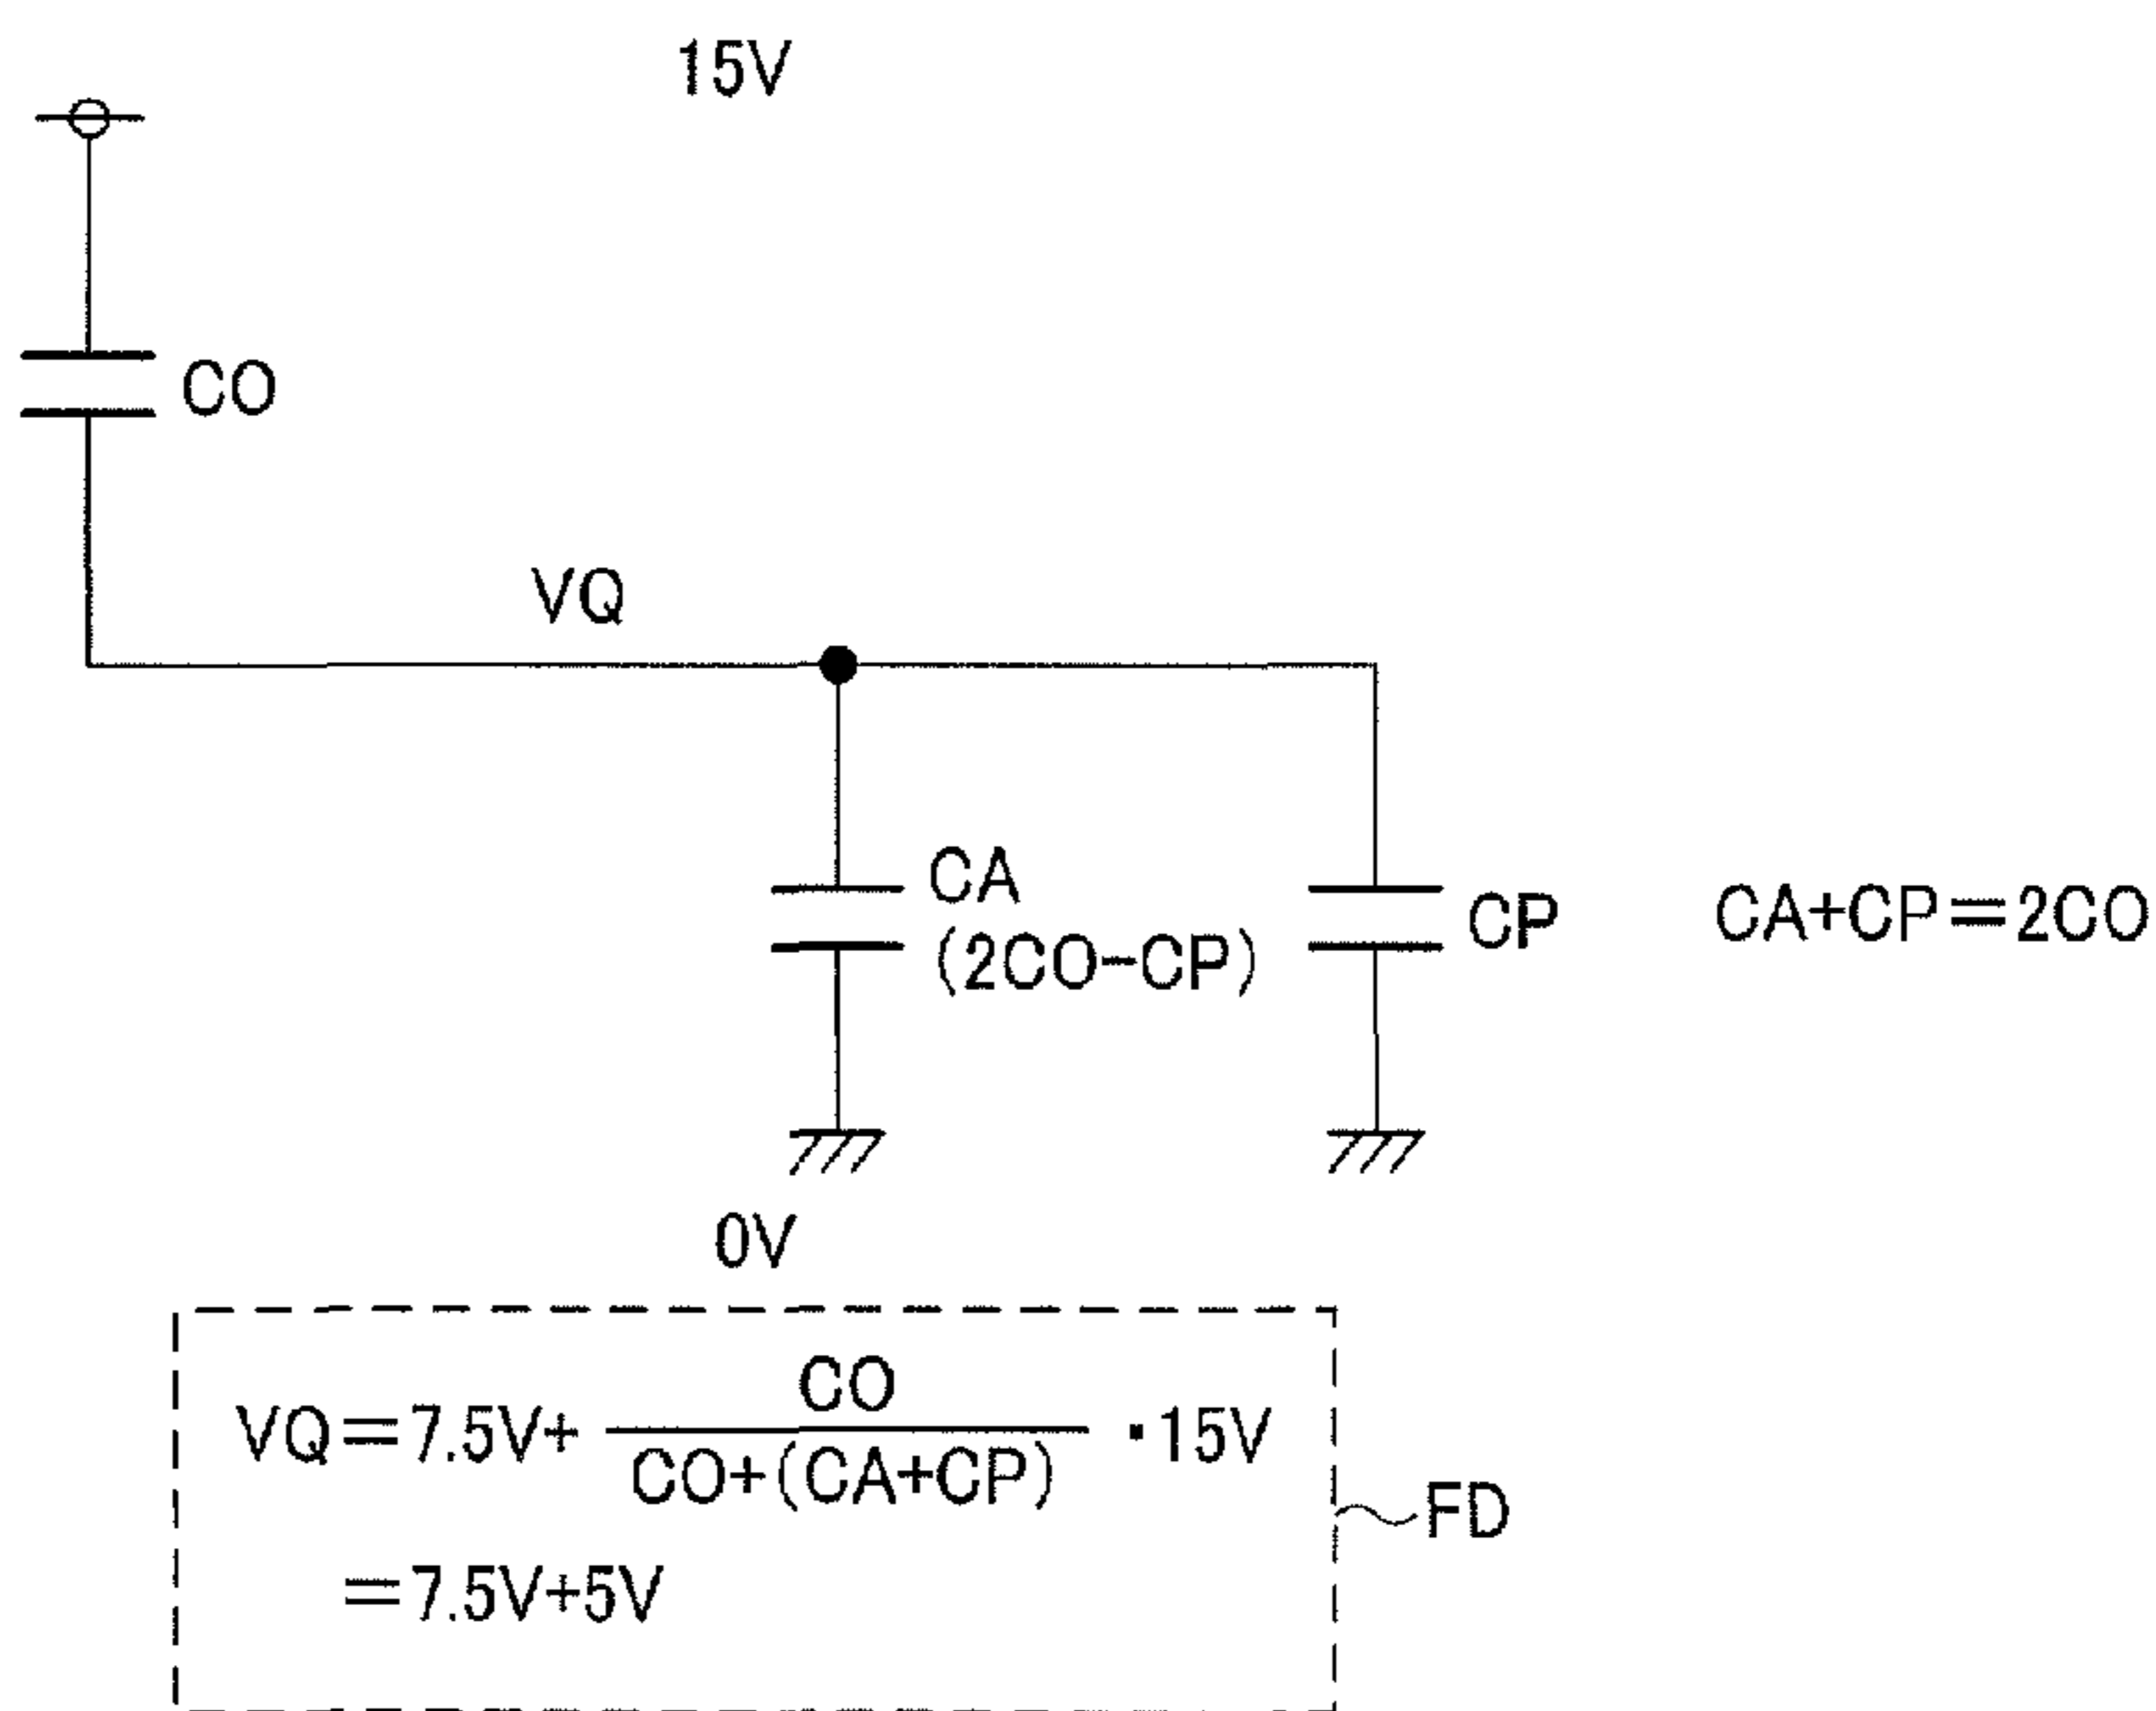 15V
CO
VQ
CA
(2CO-CP)
CP
CA+CP=2CO
0V
CO
VQ=7.5V+ ･15V
CO+(CA+CP)
FD
=7.5V+5V